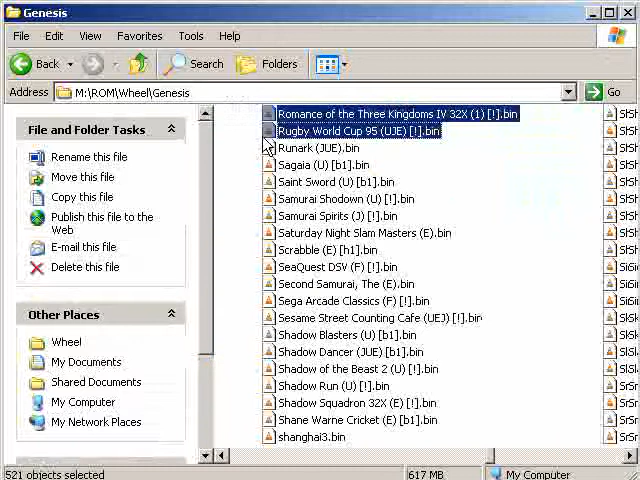 Genesis
File Edit View Favorites Tools Help
Back Search Folders
Address M:\ROM\Wheel\Genesis Go
File and Folder Tasks
Rename this file
Move this file
Copy this file
Publish this file to the
Web
E-mail this file
Delete this file
Other Places
Wheel
My Documents
Shared Documents
My Computer
My Network Places
Romance of the Three Kingdoms IV 32X (1) [!].bin
Rugby World Cup 95 (UJE) [!].bin
Runark (JUE).bin
Sagaia (U) [b1].bin
Saint Sword (U) [b1].bin
Samurai Shodown (U) [!].bin
Samurai Spirits (J) [!].bin
Saturday Night Slam Masters (E).bin
Scrabble (E) [h1].bin
SeaQuest DSV (F) [!].bin
Second Samurai, The (E).bin
Sega Arcade Classics (F) [!].bin
Sesame Street Counting Cafe (UEJ) [!].bin
Shadow Blasters (U) [b1].bin
Shadow Dancer (JUE) [b1].bin
Shadow of the Beast 2 (U) [!].bin
Shadow Run (U) [!].bin
Shadow Squadron 32X (E) [!].bin
Shane Warne Cricket (E) [!].bin
shanghai3.bin
521 objects selected 617 MB My Computer